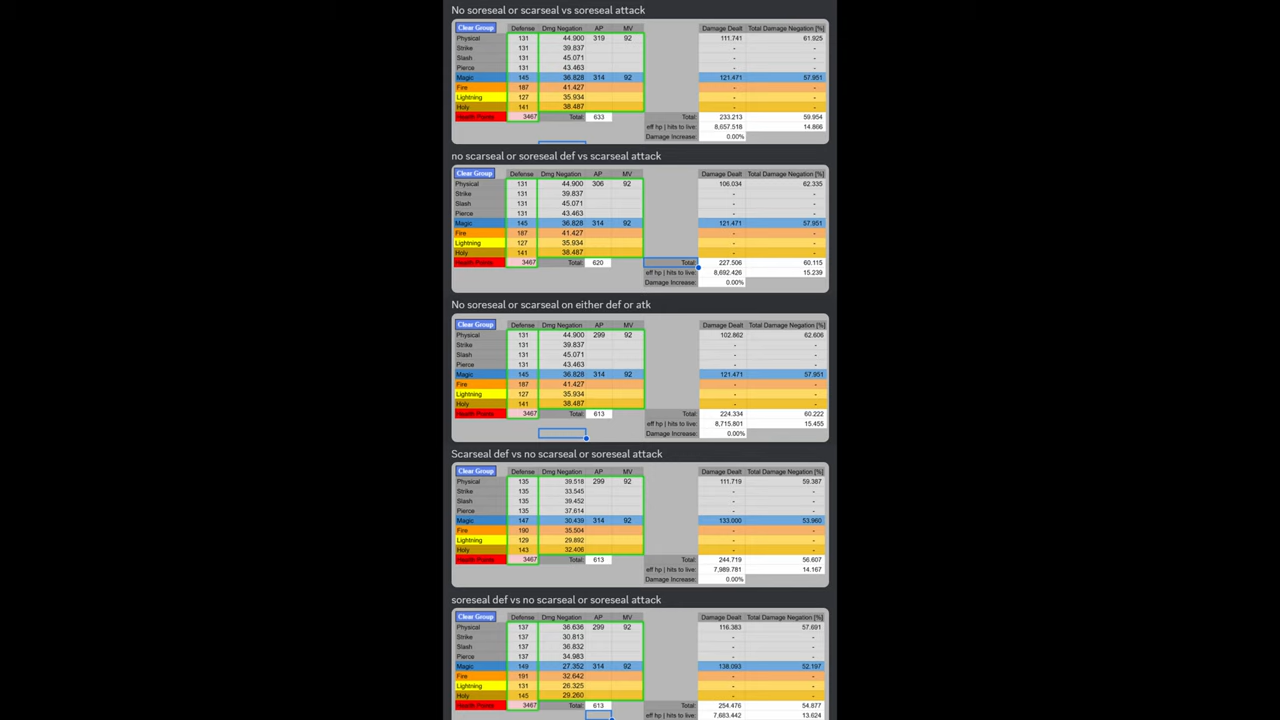 No soreseal or scarseal vs soreseal attack
Clear Group Defense Dmg Negation AP MV Damage Dealt Total Damage Negation [%]
Physical 131 44.900 319 92 111.741 61.925
Strike 131 39.837 - -
Slash 131 45.071 - -
Pierce 131 43.463 - -
Magic 145 36.828 314 92 121.471 57.951
Fire 187 41.427 - -
Lightning 127 35.934 - -
Holy 141 38.487 - -
Health Points 3467 Total: 633 Total: 233.213 59.954
eff hp | hits to live: 8,657.518 14.866
Damage Increase: 0.00%
no scarseal or soreseal def vs scarseal attack
Clear Group Defense Dmg Negation AP MV Damage Dealt Total Damage Negation [%]
Physical 131 44.900 306 92 106.034 62.335
Strike 131 39.837 - -
Slash 131 45.071 - -
Pierce 131 43.463 - -
Magic 145 36.828 314 92 121.471 57.951
Fire 187 41.427 - -
Lightning 127 35.934 - -
Holy 141 38.487 - -
Health Points 3467 Total: 620 Total: 227.506 60.115
eff hp | hits to live: 8,692.426 15.239
Damage Increase: 0.00%
No soreseal or scarseal on either def or atk
Clear Group Defense Dmg Negation AP MV Damage Dealt Total Damage Negation [%]
Physical 131 44.900 299 92 102.862 62.606
Strike 131 39.837 - -
Slash 131 45.071 - -
Pierce 131 43.463 - -
Magic 145 36.828 314 92 121.471 57.951
Fire 187 41.427 - -
Lightning 127 35.934 - -
Holy 141 38.487 - -
Health Points 3467 Total: 613 Total: 224.334 60.222
eff hp | hits to live: 8,715.801 15.455
Damage Increase: 0.00%
Scarseal def vs no scarseal or soreseal attack
Clear Group Defense Dmg Negation AP MV Damage Dealt Total Damage Negation [%]
Physical 135 39.518 299 92 111.719 59.387
Strike 135 33.545 - -
Slash 135 39.452 - -
Pierce 135 37.614 - -
Magic 147 30.439 314 92 133.000 53.960
Fire 190 35.504 - -
Lightning 129 29.892 - -
Holy 143 32.406 - -
Health Points 3467 Total: 613 Total: 244.719 56.607
eff hp | hits to live: 7,989.781 14.167
Damage Increase: 0.00%
soreseal def vs no scarseal or soreseal attack
Clear Group Defense Dmg Negation AP MV Damage Dealt Total Damage Negation [%]
Physical 137 36.636 299 92 116.383 57.691
Strike 137 30.813 - -
Slash 137 36.832 - -
Pierce 137 34.983 - -
Magic 149 27.352 314 92 138.093 52.197
Fire 191 32.642 - -
Lightning 131 26.325 - -
Holy 145 29.260 - -
Health Points 3467 Total: 613 Total: 254.476 54.877
eff hp | hits to live: 7,683.442 13.624